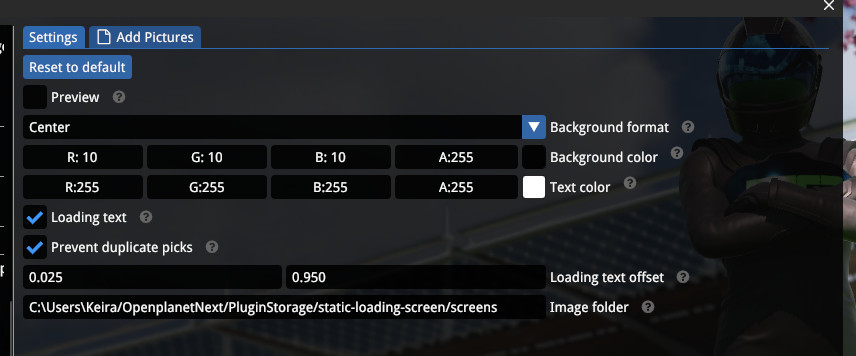 Settings Add Pictures
Reset to default
Preview ?
Center Background format ?
R: 10 G: 10 B: 10 A:255 Background color ?
R:255 G:255 B:255 A:255 Text color ?
Loading text ?
Prevent duplicate picks ?
0.025 0.950 Loading text offset ?
C:\Users\Keira/OpenplanetNext/PluginStorage/static-loading-screen/screens Image folder ?